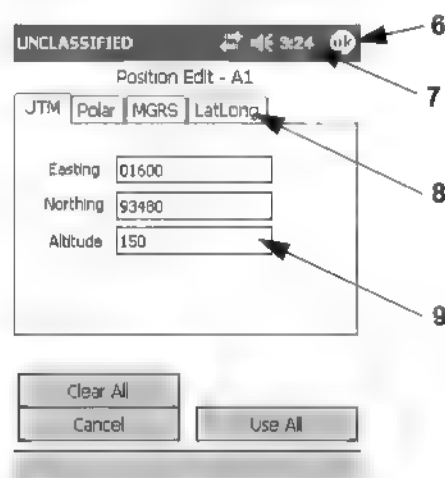 6
UNCLASSIFIED 3:24 ok
7
Position Edit - A1
JTM Polar MGRS LatLong
8
Easting 01600
Northing 93480
Altitude 150
9
Clear All
Cancel Use All